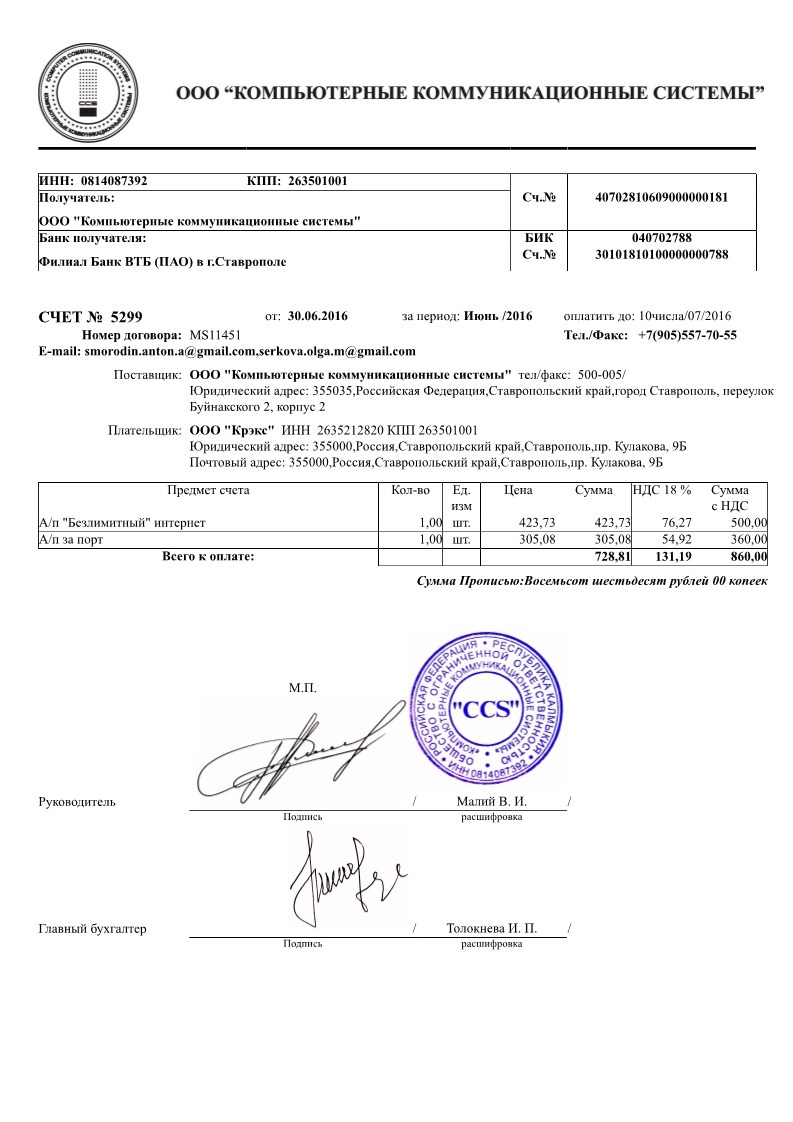 COMPUTER COMMUNICATION SYSTEMS • КОМПЬЮТЕРНЫЕ КОММУНИКАЦИОННЫЕ СИСТЕМЫ •
ООО “КОМПЬЮТЕРНЫЕ КОММУНИКАЦИОННЫЕ СИСТЕМЫ”
ИНН: 0814087392 КПП: 263501001
Получатель: Сч.№ 40702810609000000181
ООО "Компьютерные коммуникационные системы"
Банк получателя: БИК 040702788
Сч.№ 30101810100000000788
Филиал Банк ВТБ (ПАО) в г.Ставрополе
СЧЕТ № 5299 от: 30.06.2016 за период: Июнь /2016 оплатить до: 10числа/07/2016
Номер договора: MS11451 Тел./Факс: +7(905)557-70-55
E-mail: smorodin.anton.a@gmail.com,serkova.olga.m@gmail.com
Поставщик: ООО "Компьютерные коммуникационные системы" тел/факс: 500-005/
Юридический адрес: 355035,Российская Федерация,Ставропольский край,город Ставрополь, переулок
Буйнакского 2, корпус 2
Плательщик: ООО "Крэкс" ИНН 2635212820 КПП 263501001
Юридический адрес: 355000,Россия,Ставропольский край,Ставрополь,пр. Кулакова, 9Б
Почтовый адрес: 355000,Россия,Ставропольский край,Ставрополь,пр. Кулакова, 9Б
Предмет счета Кол-во Ед. Цена Сумма НДС 18 % Сумма
изм с НДС
А/п "Безлимитный" интернет 1,00 шт. 423,73 423,73 76,27 500,00
А/п за порт 1,00 шт. 305,08 305,08 54,92 360,00
Всего к оплате: 728,81 131,19 860,00
Сумма Прописью:Восемьсот шестьдесят рублей 00 копеек
РОССИЙСКАЯ ФЕДЕРАЦИЯ • РЕСПУБЛИКА КАЛМЫКИЯ • ИНН 0814087392 •
ОБЩЕСТВО С ОГРАНИЧЕННОЙ ОТВЕТСТВЕННОСТЬЮ •
«КОМПЬЮТЕРНЫЕ КОММУНИКАЦИОННЫЕ СИСТЕМЫ» •
"CCS"
М.П.
Руководитель / Малий В. И. /
Подпись расшифровка
Главный бухгалтер / Толокнева И. П. /
Подпись расшифровка